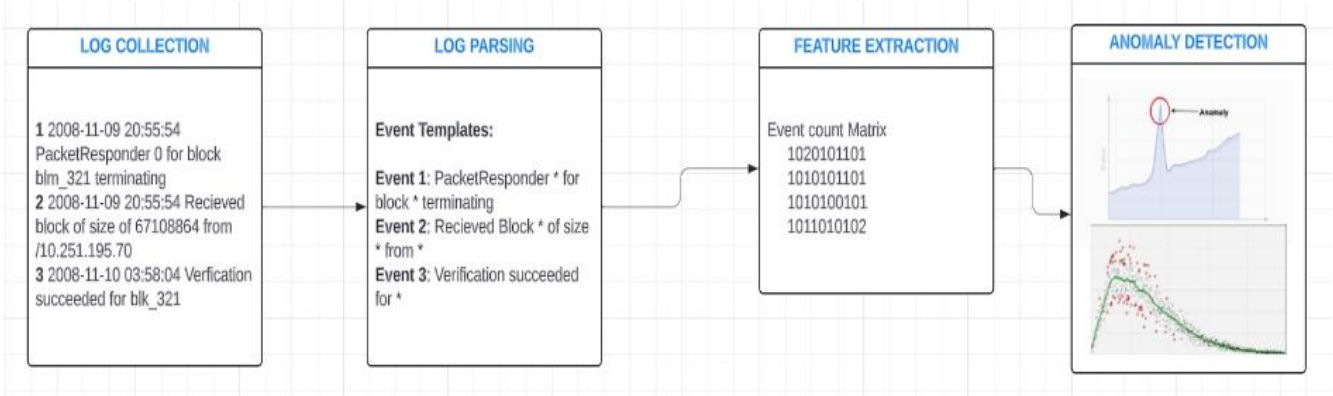 LOG COLLECTION
1 2008-11-09 20:55:54
PacketResponder 0 for block
blm_321 terminating
2 2008-11-09 20:55:54 Recieved
block of size of 67108864 from
/10.251.195.70
3 2008-11-10 03:58:04 Verfication
succeeded for blk_321
LOG PARSING
Event Templates:
Event 1: PacketResponder * for
block * terminating
Event 2: Recieved Block * of size
* from *
Event 3: Verification succeeded
for *
FEATURE EXTRACTION
Event count Matrix
1020101101
1010101101
1010100101
1011010102
ANOMALY DETECTION
Anomaly